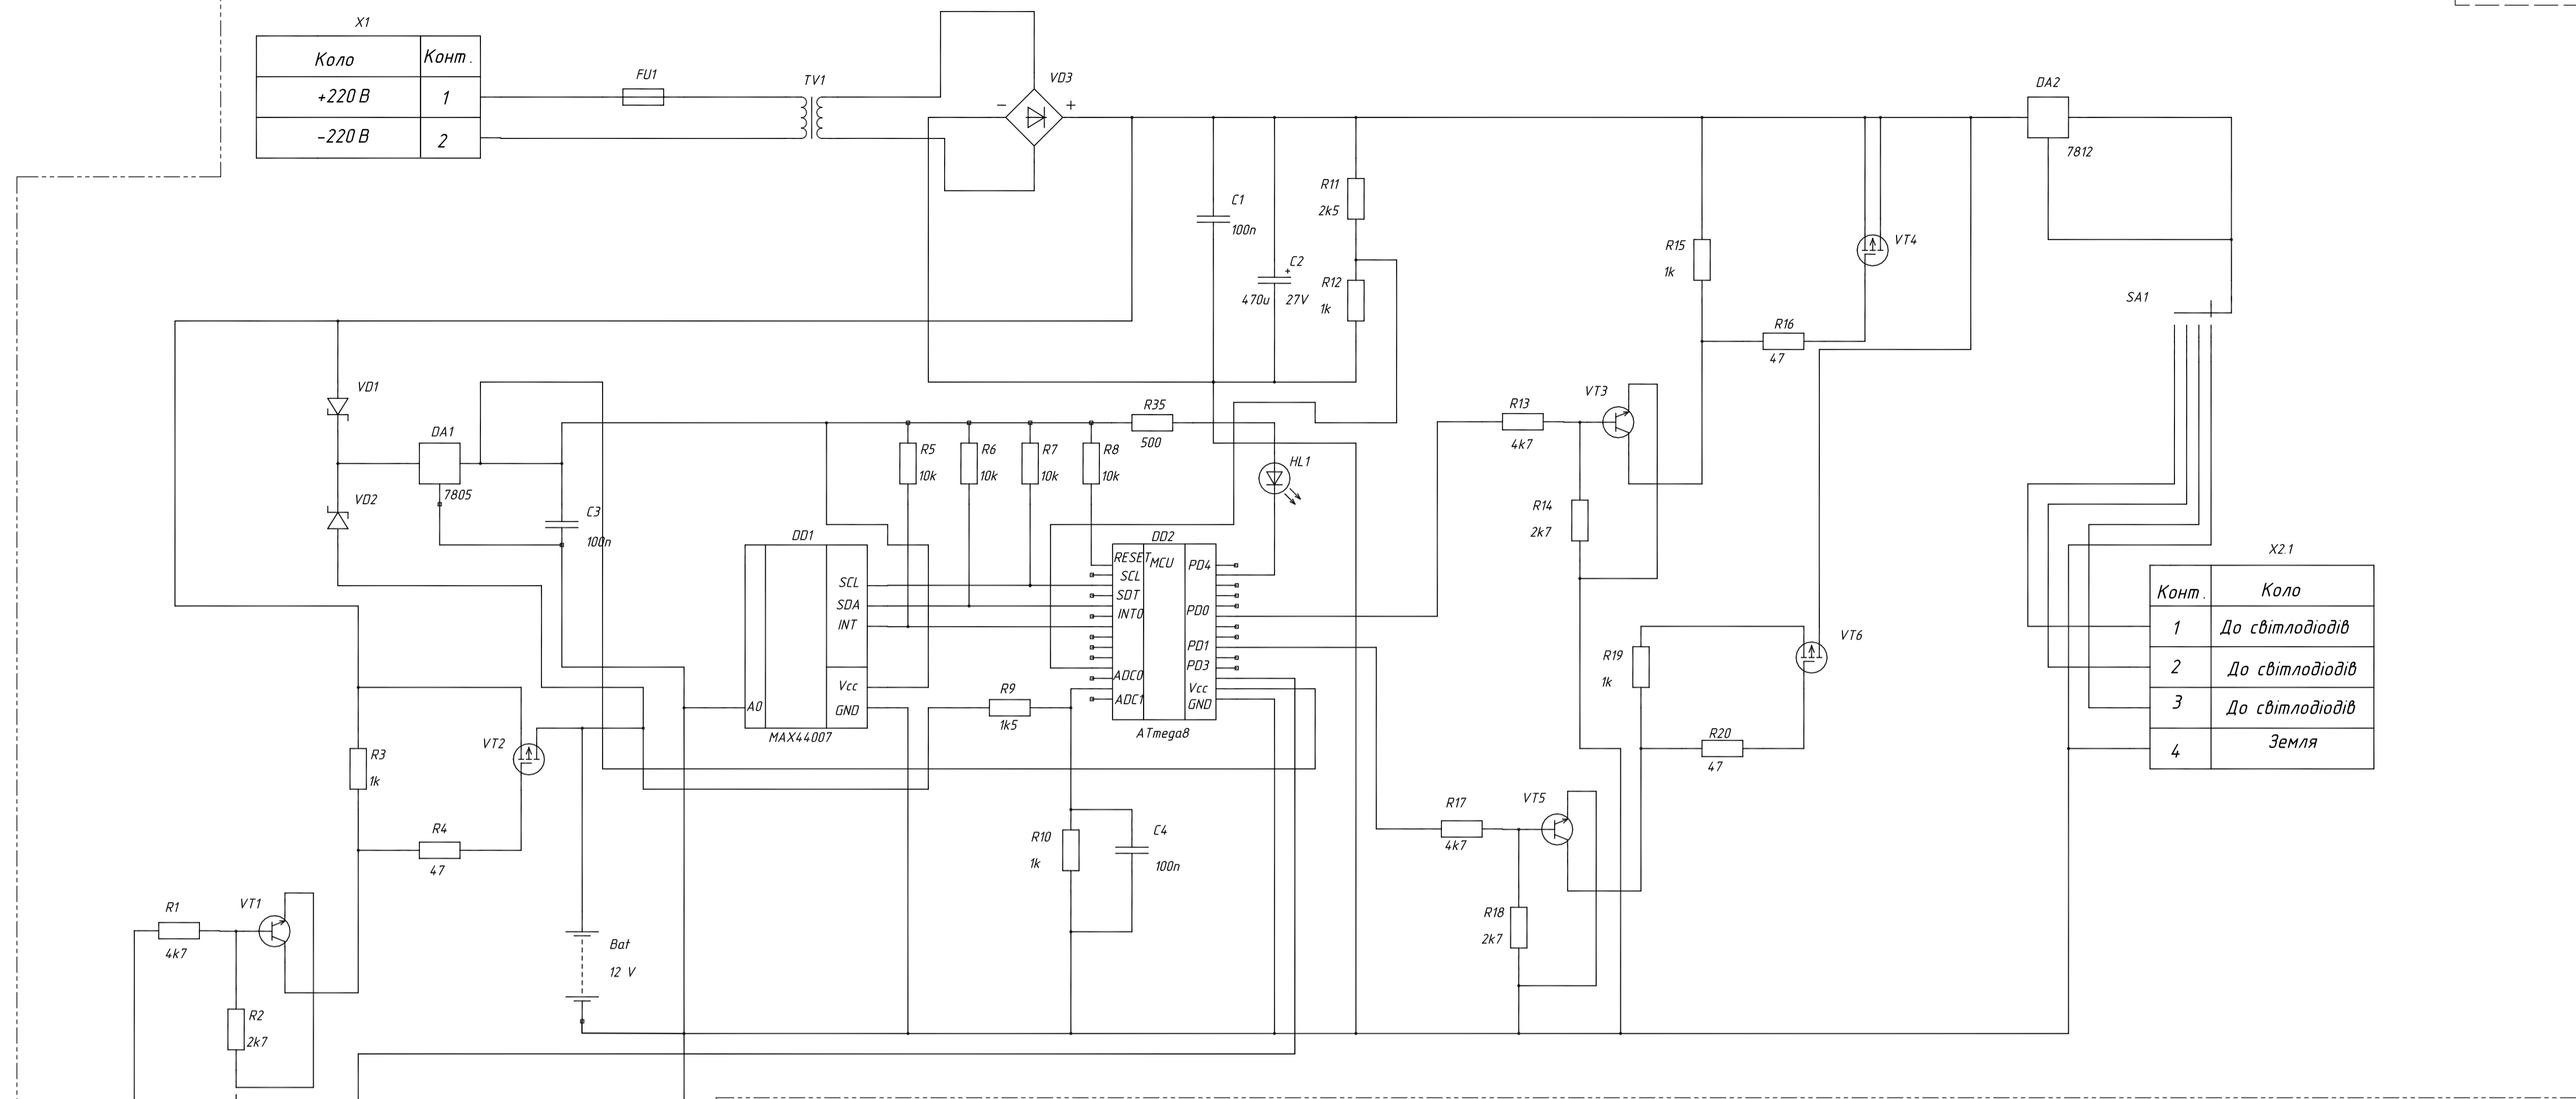 X1
Коло Конт.
+220 В 1
-220 В 2
FU1
TV1
VD3
-
+
DA2
7812
C1
100n
C2
+
470u 27V
R11
2k5
R12
1k
R15
1k
VT4
R16
47
SA1
VD1
DA1
7805
VD2
C3
100n
R35
500
R5
10k
R6
10k
R7
10k
R8
10k
HL1
R13
4k7
VT3
R14
2k7
DD1
SCL
SDA
INT
Vcc
GND
A0
MAX44007
DD2
RESET
MCU
SCL
SDT
INT0
ADC0
ADC1
PD4
PD0
PD1
PD3
Vcc
GND
ATmega8
R9
1k5
R19
1k
VT6
R20
47
X2.1
Конт. Коло
1 До світлодіодів
2 До світлодіодів
3 До світлодіодів
4 Земля
R3
1k
VT2
R4
47
R10
1k
C4
100n
R17
4k7
VT5
R18
2k7
R1
4k7
VT1
R2
2k7
Bat
12 V